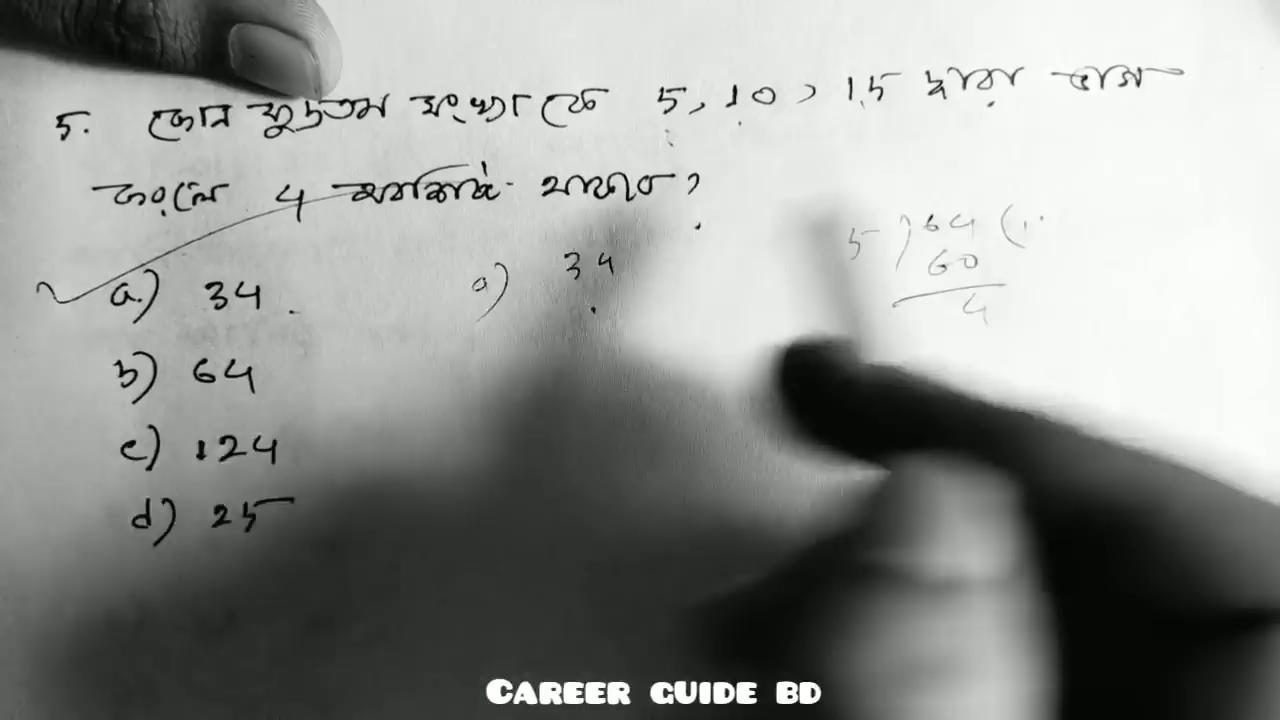 5. কোন ক্ষুদ্রতম সংখ্যাকে 5, 10, 15 দ্বারা ভাগ
করলে 4 অবশিষ্ট থাকবে?
a.) 34.
a) 34
5 ) 64 (1
60
4
b) 64
c) 124
d) 25
CAREER GUIDE BD